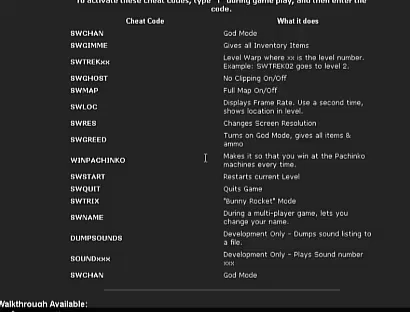 To activate these cheat codes, type "T" during game play, and then enter the
code.
Cheat Code What it does
SWCHAN God Mode
SWGIMME Gives all Inventory Items
SWTREKxx Level Warp where xx is the level number.
Example: SWTREK02 goes to level 2.
SWGHOST No Clipping On/Off
SWMAP Full Map On/Off
SWLOC Displays Frame Rate. Use a second time,
shows location in level.
SWRES Changes Screen Resolution
SWGREED Turns on God Mode, gives all items &
ammo
WINPACHINKO Makes it so that you win at the Pachinko
machines every time.
SWSTART Restarts current Level
SWQUIT Quits Game
SWTRIX "Bunny Rocket" Mode
SWNAME During a multi-player game, lets you
change your name.
DUMPSOUNDS Development Only - Dumps sound listing to
a file.
SOUNDxxx Development Only - Plays Sound number
xxx
SWCHAN God Mode
Walkthrough Available: